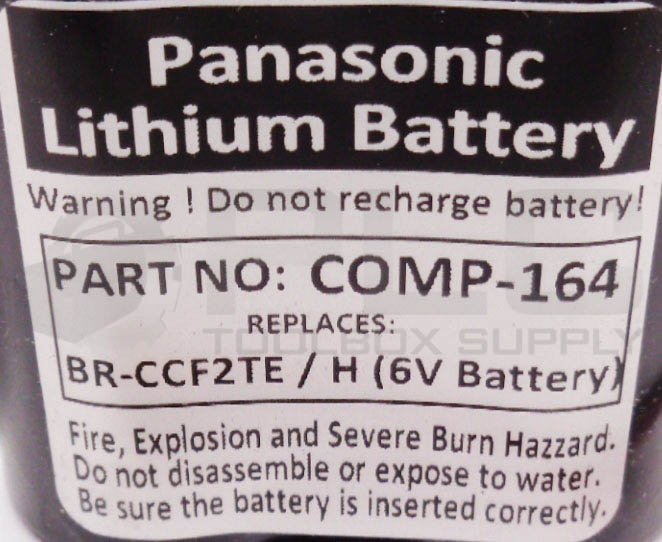 Panasonic
Lithium Battery
Warning ! Do not recharge battery!
PART NO: COMP-164
REPLACES:
BR-CCF2TE / H (6V Battery)
Fire, Explosion and Severe Burn Hazzard.
Do not disassemble or expose to water.
Be sure the battery is inserted correctly.
PLC
TOOLBOX SUPPLY